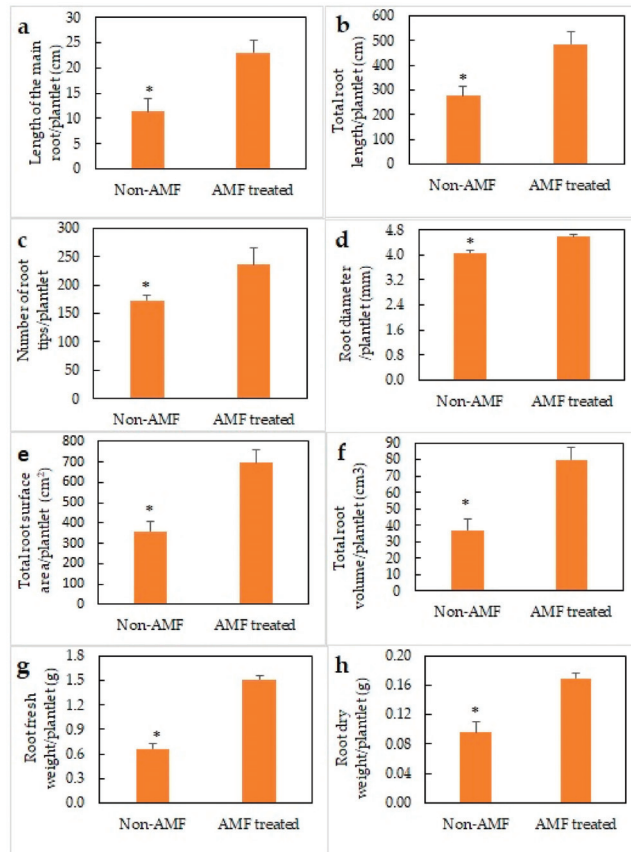 a
Length of the main
root/plantlet (cm)
30
25
20
15
10
5
0
*
Non-AMF
AMF treated
b
Total root
length/plantlet (cm)
600
500
400
300
200
100
0
*
Non-AMF
AMF treated
c
Number of root
tips/plantlet
300
250
200
150
100
50
0
*
Non-AMF
AMF treated
d
Root diameter
/plantlet (mm)
4.8
4.0
3.2
2.4
1.6
0.8
0.0
*
Non-AMF
AMF treated
e
Total root surface
area/plantlet (cm²)
800
700
600
500
400
300
200
100
0
*
Non-AMF
AMF treated
f
Total root
volume/plantlet (cm3)
90
80
70
60
50
40
30
20
10
0
*
Non-AMF
AMF treated
g
Root fresh
weight/plantlet (g)
1.8
1.5
1.2
0.9
0.6
0.3
0.0
*
Non-AMF
AMF treated
h
Root dry
weight/plantlet (g)
0.20
0.16
0.12
0.08
0.04
0.00
*
Non-AMF
AMF treated